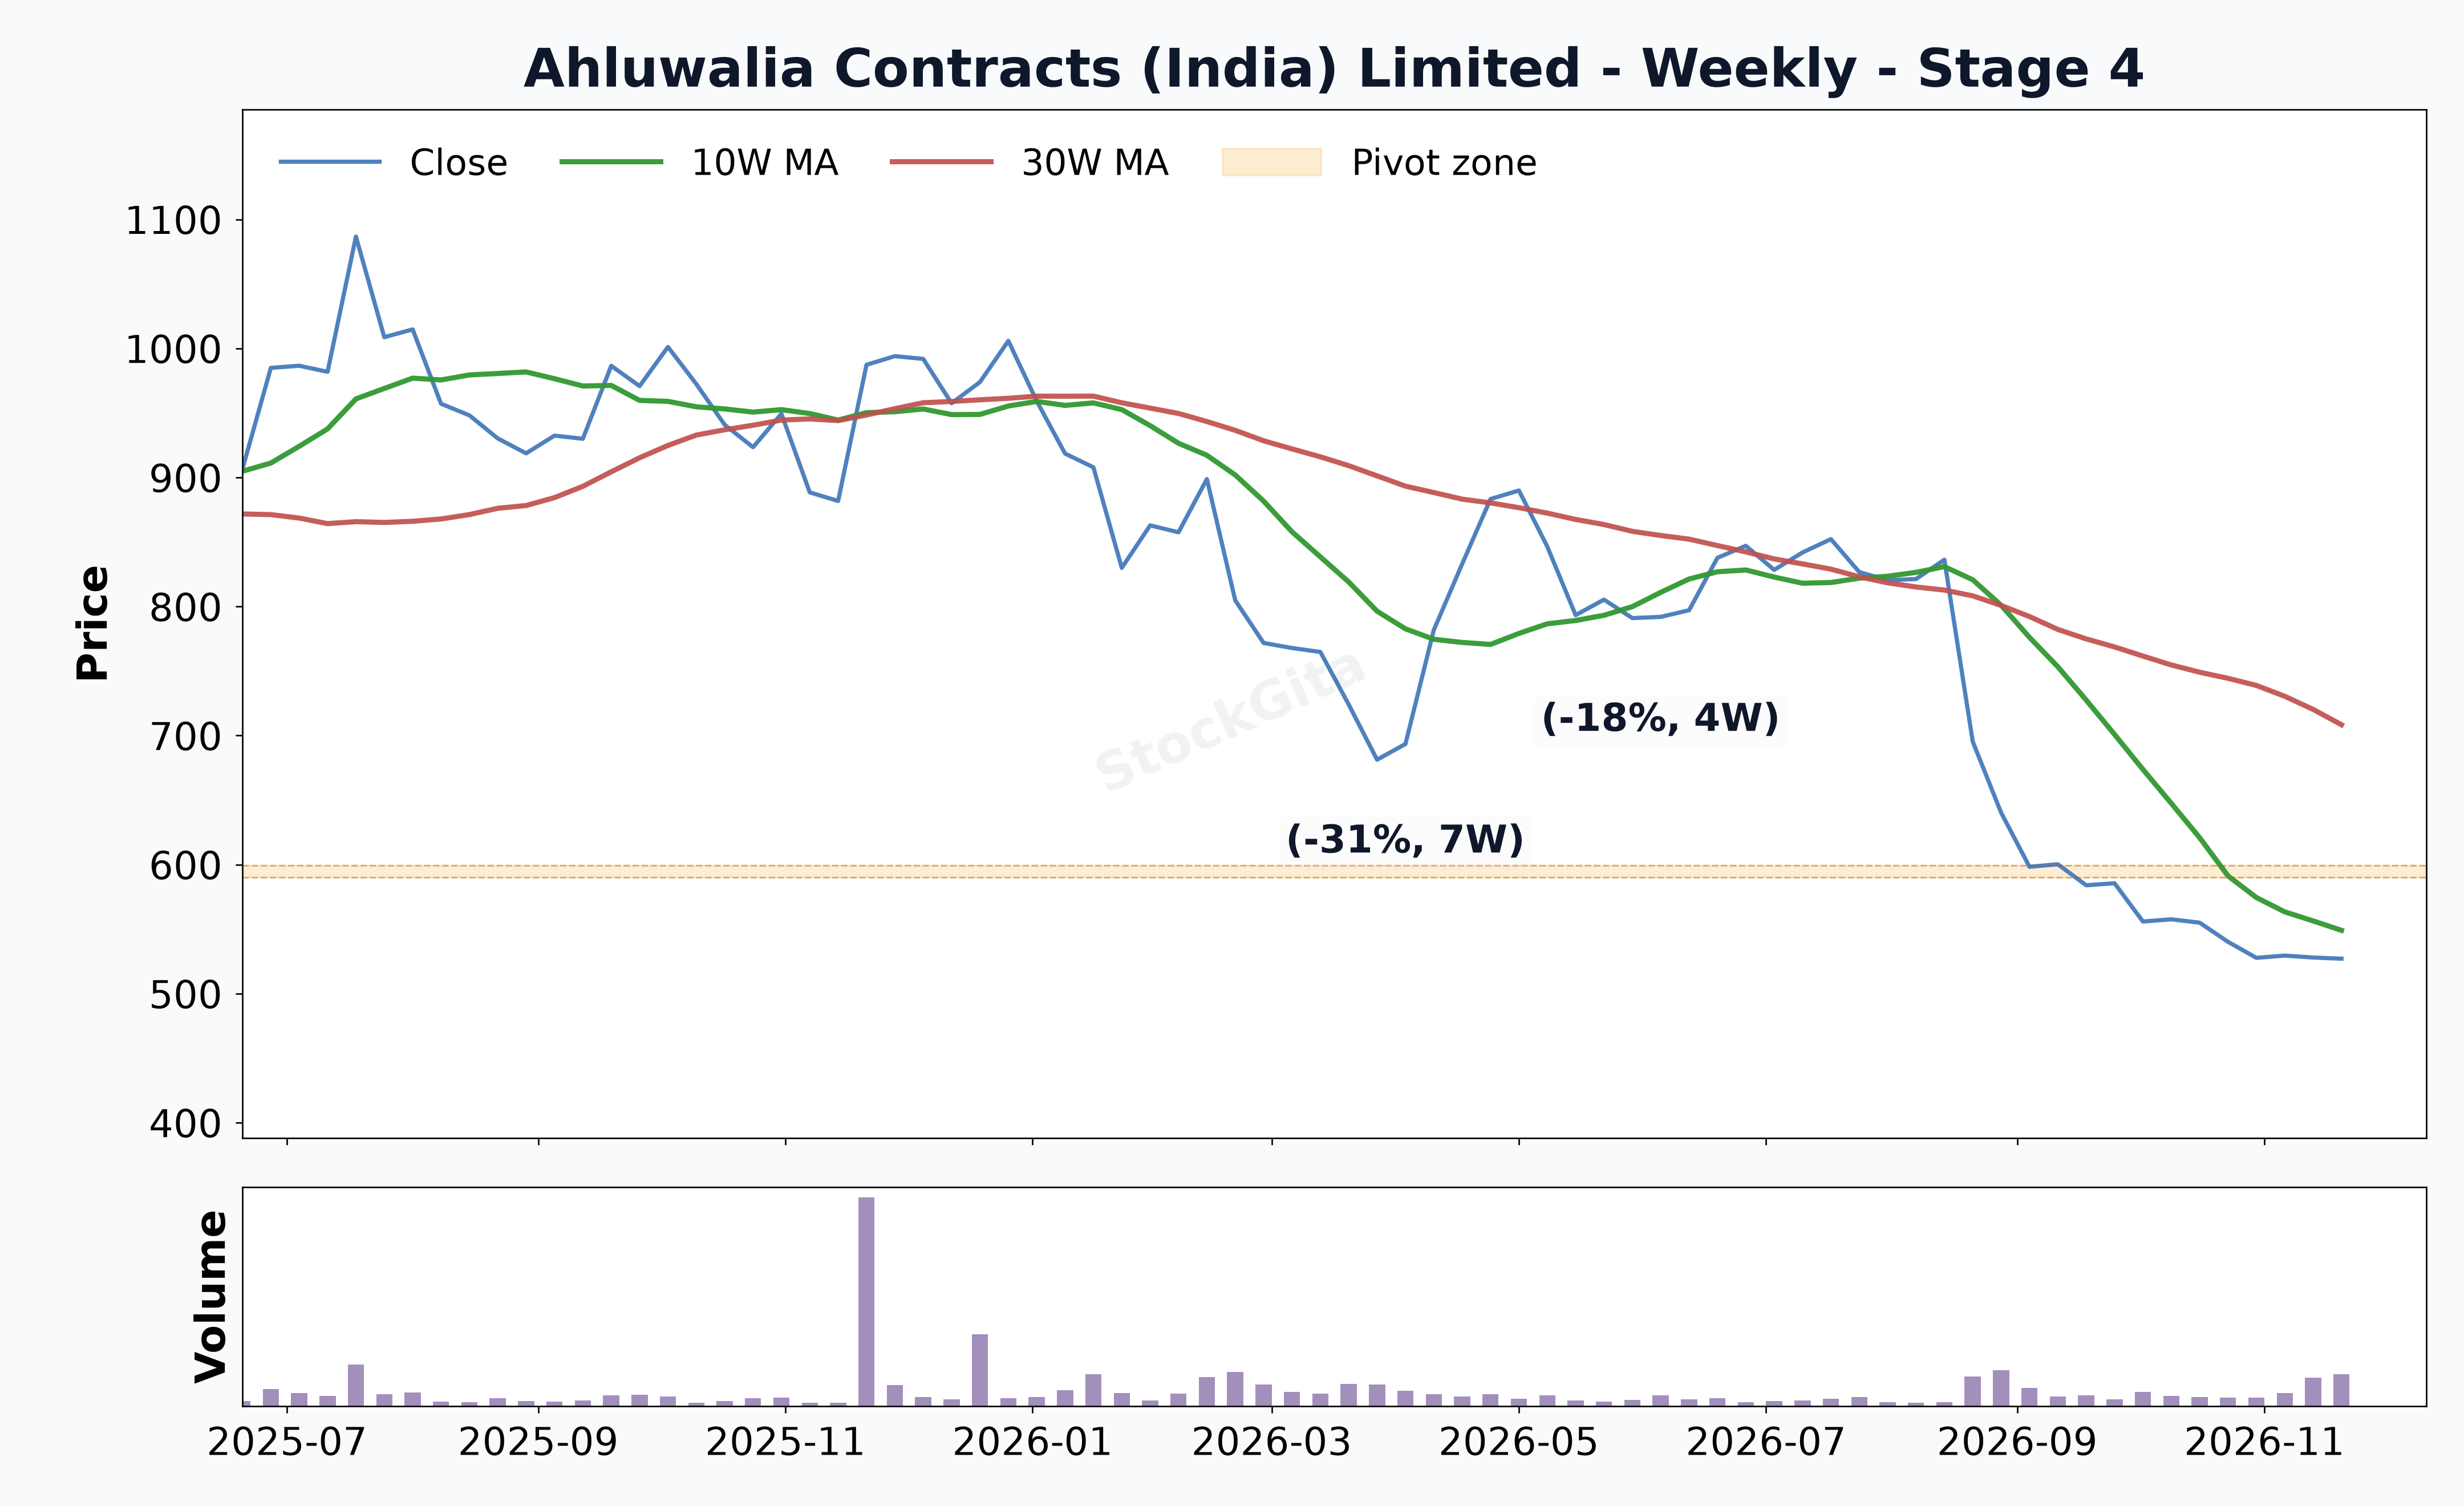 Ahluwalia Contracts (India) Limited - Weekly - Stage 4
Close 10W MA 30W MA Pivot zone
1100
1000
900
800
700
600
500
400
Price
StockGita
(-18%, 4W)
(-31%, 7W)
Volume
2025-07 2025-09 2025-11 2026-01 2026-03 2026-05 2026-07 2026-09 2026-11